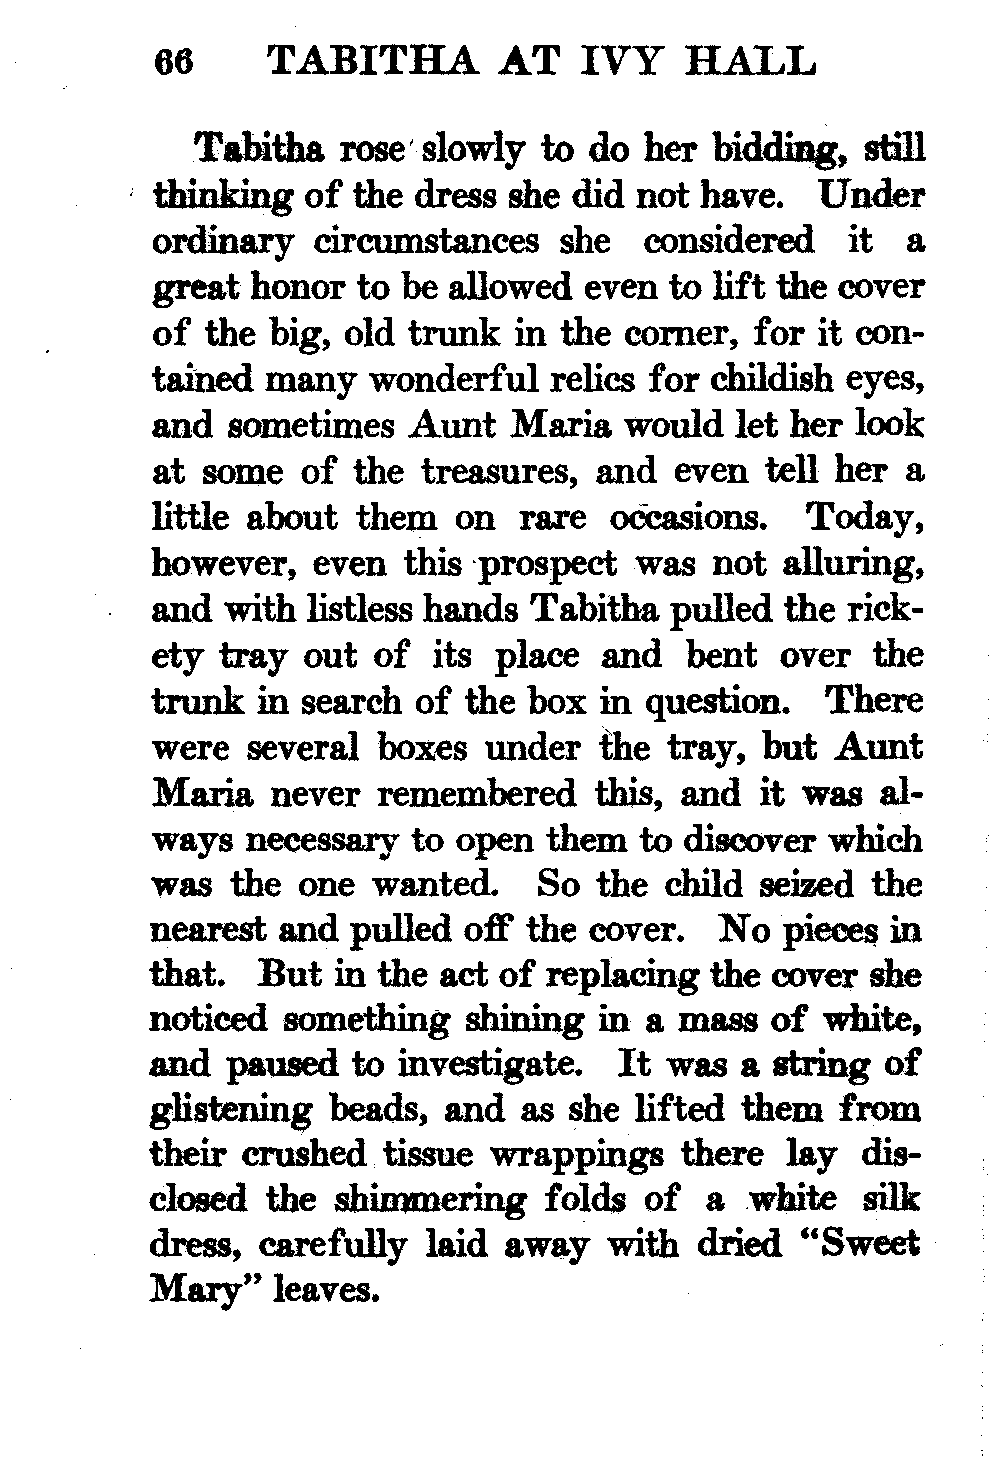 66 TABITHA AT IVY HALL
Tabitha rose slowly to do her bidding, still
thinking of the dress she did not have. Under
ordinary circumstances she considered it a
great honor to be allowed even to lift the cover
of the big, old trunk in the corner, for it con-
tained many wonderful relics for childish eyes,
and sometimes Aunt Maria would let her look
at some of the treasures, and even tell her a
little about them on rare occasions. Today,
however, even this prospect was not alluring,
and with listless hands Tabitha pulled the rick-
ety tray out of its place and bent over the
trunk in search of the box in question. There
were several boxes under the tray, but Aunt
Maria never remembered this, and it was al-
ways necessary to open them to discover which
was the one wanted. So the child seized the
nearest and pulled off the cover. No pieces in
that. But in the act of replacing the cover she
noticed something shining in a mass of white,
and paused to investigate. It was a string of
glistening beads, and as she lifted them from
their crushed tissue wrappings there lay dis-
closed the shimmering folds of a white silk
dress, carefully laid away with dried “Sweet
Mary” leaves.